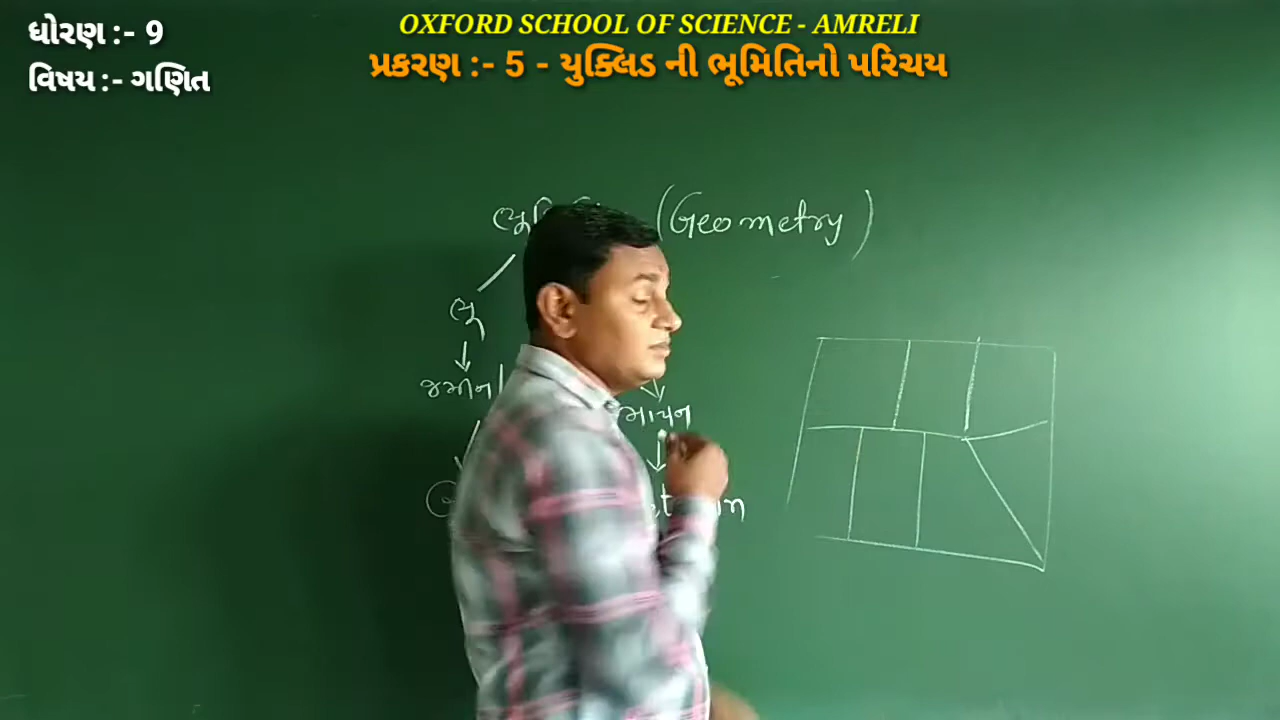 OXFORD SCHOOL OF SCIENCE - AMRELI
ધોરણ :- 9
પ્રકરણ :- 5 - યુક્લિડ ની ભૂમિતિનો પરિચય
વિષય :- ગણિત
(Geometry)
ભૂ
જમીન માપન